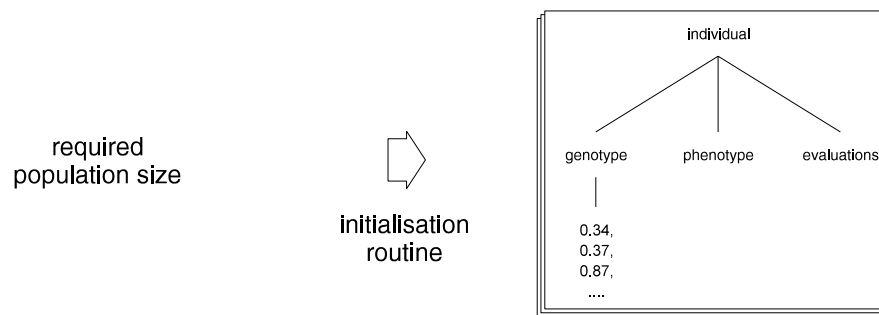 required
population size
initialisation
routine
individual
genotype phenotype evaluations
0.34,
0.37,
0.87,
....